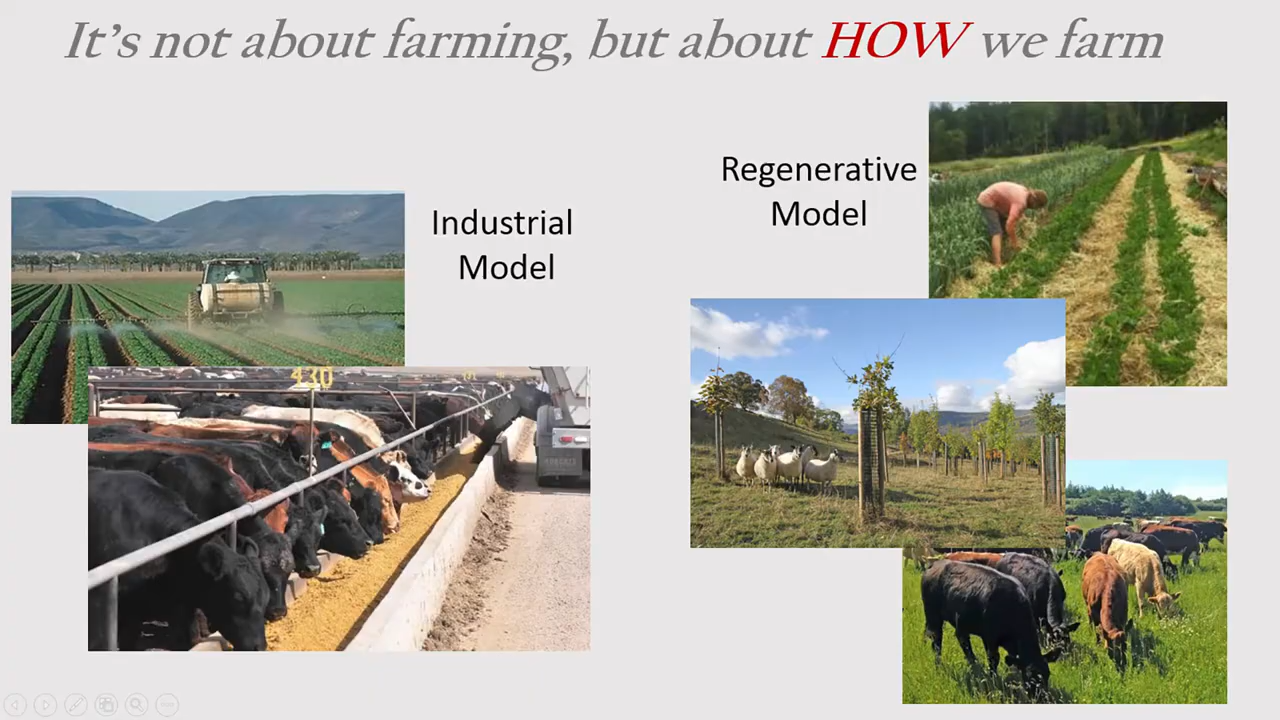 It's not about farming, but about HOW we farm
Industrial
Model
Regenerative
Model
430